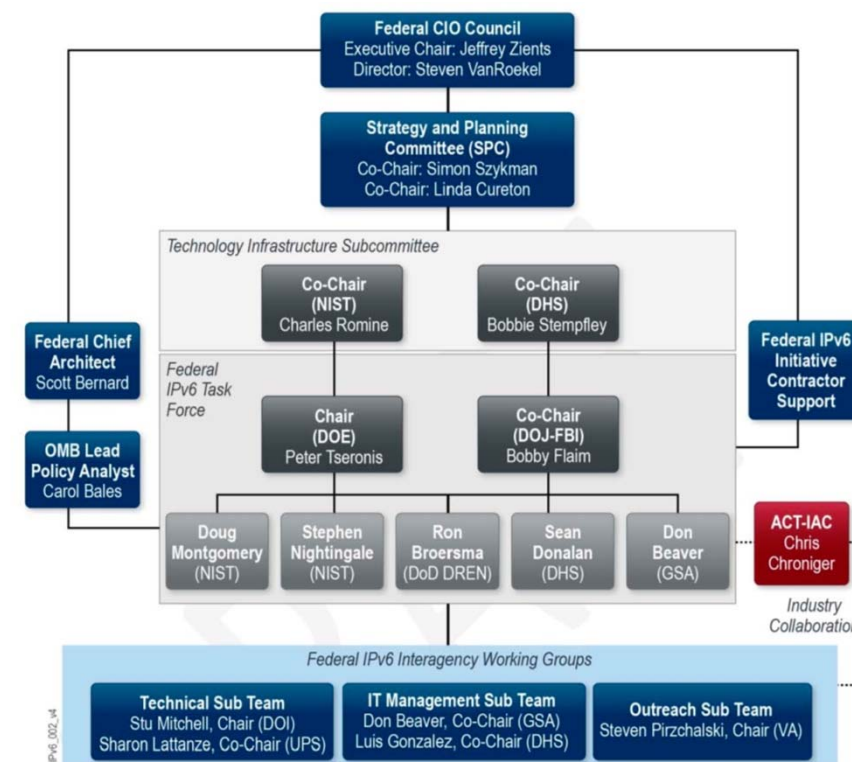 Federal CIO Council
Executive Chair: Jeffrey Zients
Director: Steven VanRoekel
Strategy and Planning
Committee (SPC)
Co-Chair: Simon Szykman
Co-Chair: Linda Cureton
Technology Infrastructure Subcommittee
Co-Chair
(NIST)
Charles Romine
Co-Chair
(DHS)
Bobbie Stempfley
Federal Chief
Architect
Scott Bernard
Federal IPv6
Initiative
Contractor
Support
Federal
IPv6 Task
Force
Chair
(DOE)
Peter Tseronis
Co-Chair
(DOJ-FBI)
Bobby Flaim
OMB Lead
Policy Analyst
Carol Bales
Doug
Montgomery
(NIST)
Stephen
Nightingale
(NIST)
Ron
Broersma
(DoD DREN)
Sean
Donalan
(DHS)
Don
Beaver
(GSA)
ACT-IAC
Chris
Chroniger
Industry
Collaboration
Federal IPv6 Interagency Working Groups
Technical Sub Team
Stu Mitchell, Chair (DOI)
Sharon Lattanze, Co-Chair (UPS)
IT Management Sub Team
Don Beaver, Co-Chair (GSA)
Luis Gonzalez, Co-Chair (DHS)
Outreach Sub Team
Steven Pirzchalski, Chair (VA)
IPv6_002_v4